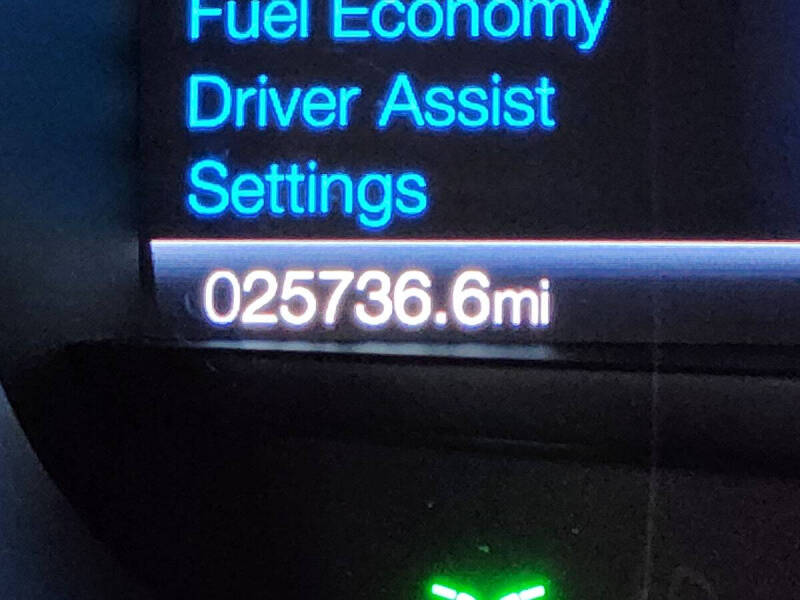 Fuel Economy
Driver Assist
Settings
025736.6mi